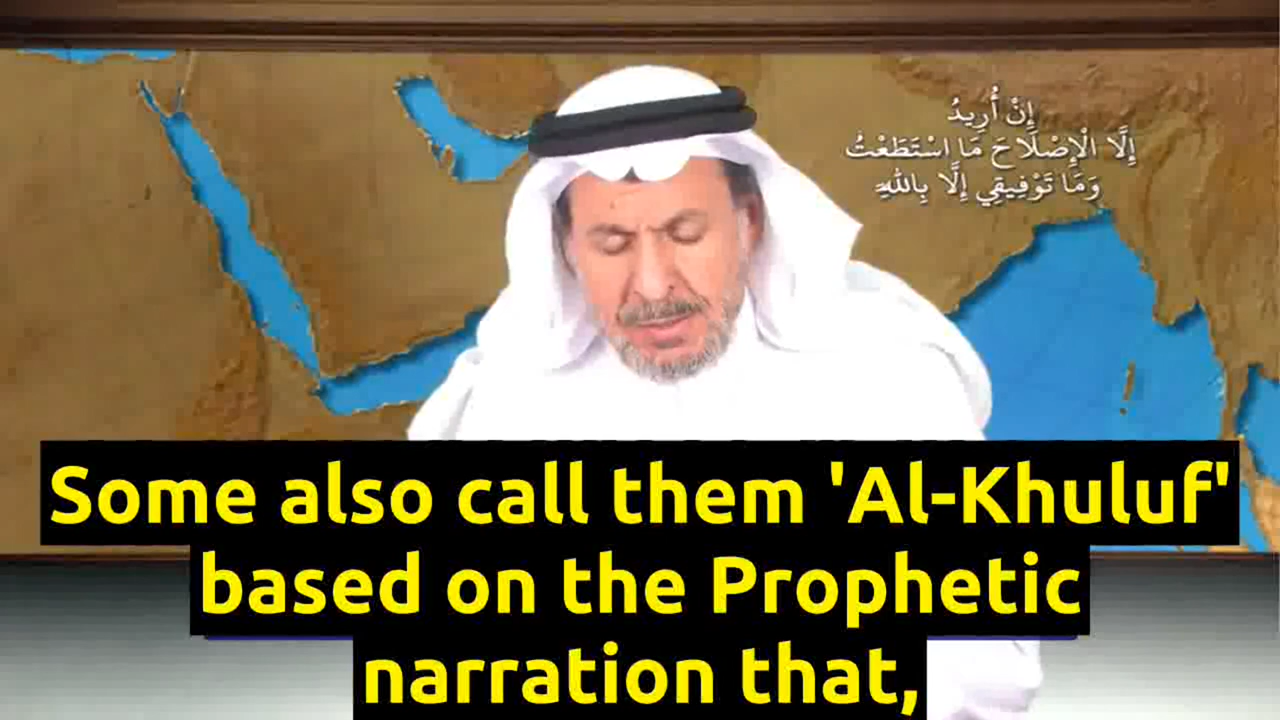 إِنْ أُرِيدُ
إِلَّا الْإِصْلَاحَ مَا اسْتَطَعْتُ
وَمَا تَوْفِيقِي إِلَّا بِاللَّهِ
Some also call them 'Al-Khuluf'
based on the Prophetic
narration that,